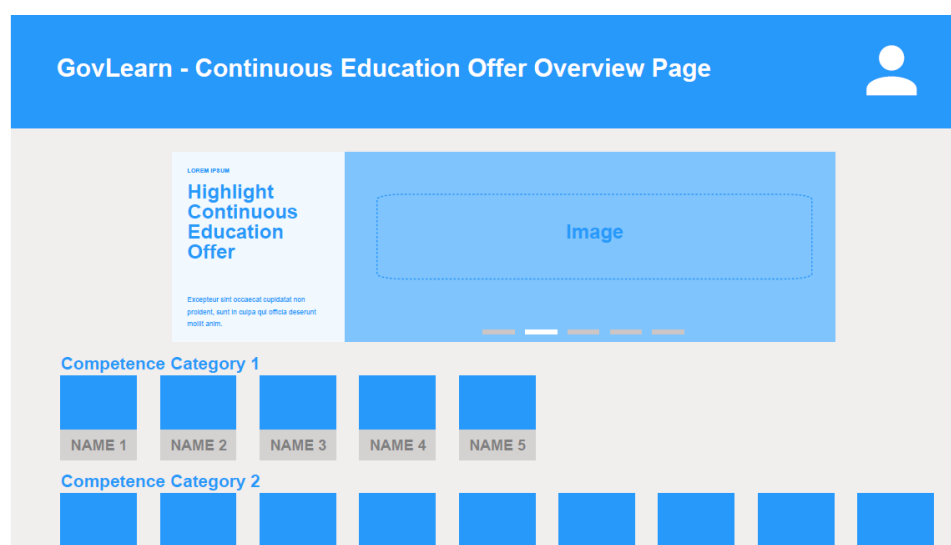 GovLearn - Continuous Education Offer Overview Page
LOREM IPSUM
Highlight
Continuous
Education
Offer
Excepteur sint occaecat cupidatat non
proident, sunt in culpa qui officia deserunt
mollit anim.
Image
Competence Category 1
NAME 1 NAME 2 NAME 3 NAME 4 NAME 5
Competence Category 2